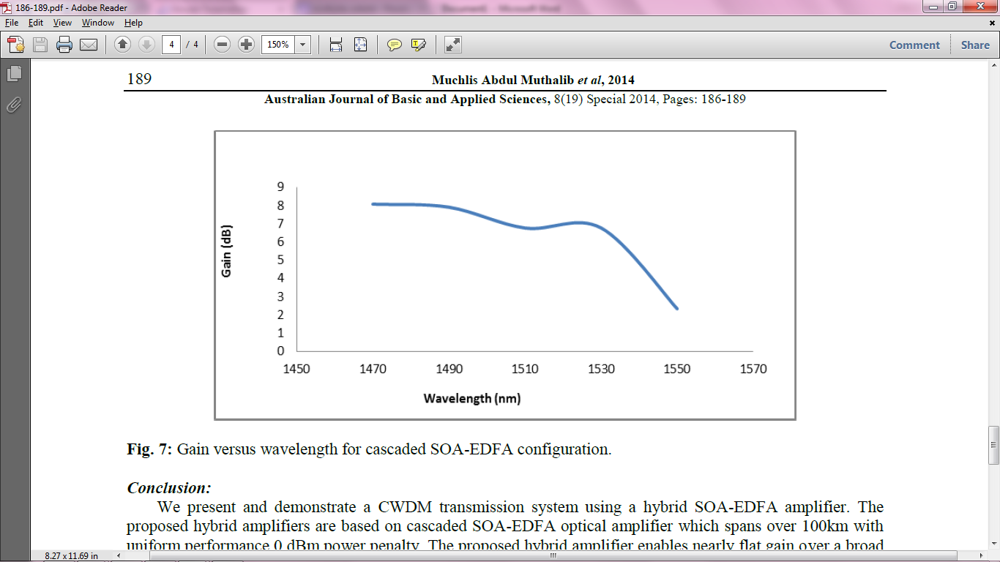 186-189.pdf - Adobe Reader
File Edit View Window Help
4 / 4 150% Comment Share
189 Muchlis Abdul Muthalib et al, 2014
Australian Journal of Basic and Applied Sciences, 8(19) Special 2014, Pages: 186-189
9
8
7
6
5
4
3
2
1
0
Gain (dB)
1450 1470 1490 1510 1530 1550 1570
Wavelength (nm)
Fig. 7: Gain versus wavelength for cascaded SOA-EDFA configuration.
Conclusion:
We present and demonstrate a CWDM transmission system using a hybrid SOA-EDFA amplifier. The
proposed hybrid amplifiers are based on cascaded SOA-EDFA optical amplifier which spans over 100km with
uniform performance 0 dBm power penalty. The proposed hybrid amplifier enables nearly flat gain over a broad
8.27 x 11.69 in